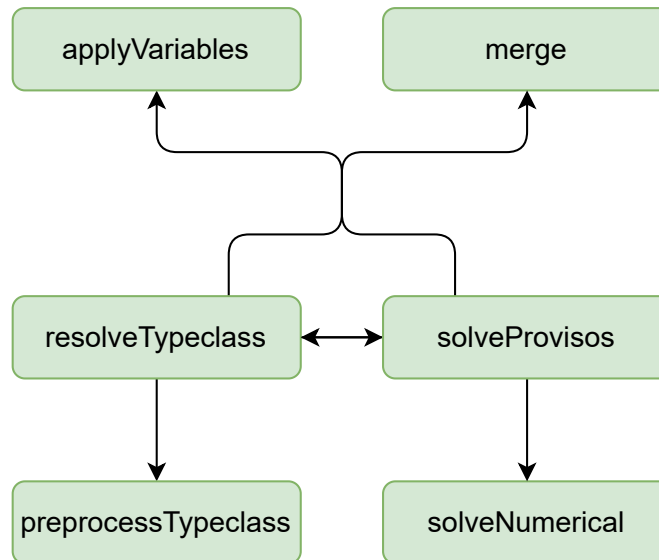 applyVariables
merge
resolveTypeclass
solveProvisos
preprocessTypeclass
solveNumerical